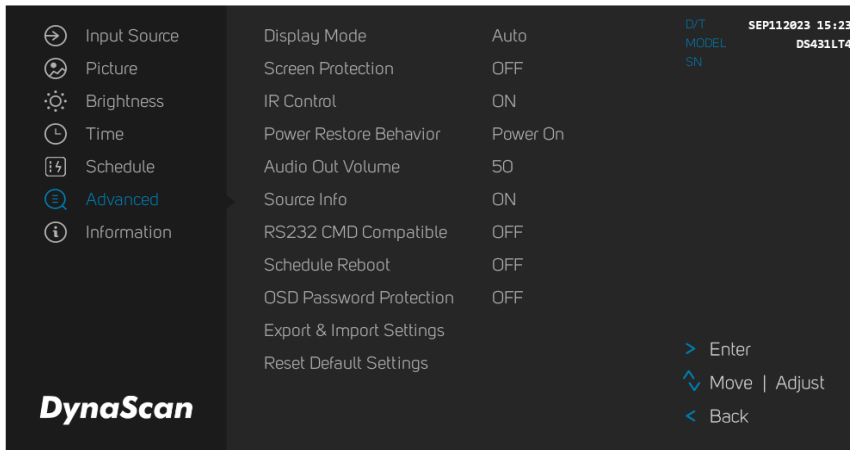 Input Source
Picture
Brightness
Time
Schedule
Advanced
Information
DynaScan
Display Mode Auto
Screen Protection OFF
IR Control ON
Power Restore Behavior Power On
Audio Out Volume 50
Source Info ON
RS232 CMD Compatible OFF
Schedule Reboot OFF
OSD Password Protection OFF
Export & Import Settings
Reset Default Settings
D/T SEP112023 15:23
MODEL DS431LT4
SN
> Enter
Move | Adjust
< Back